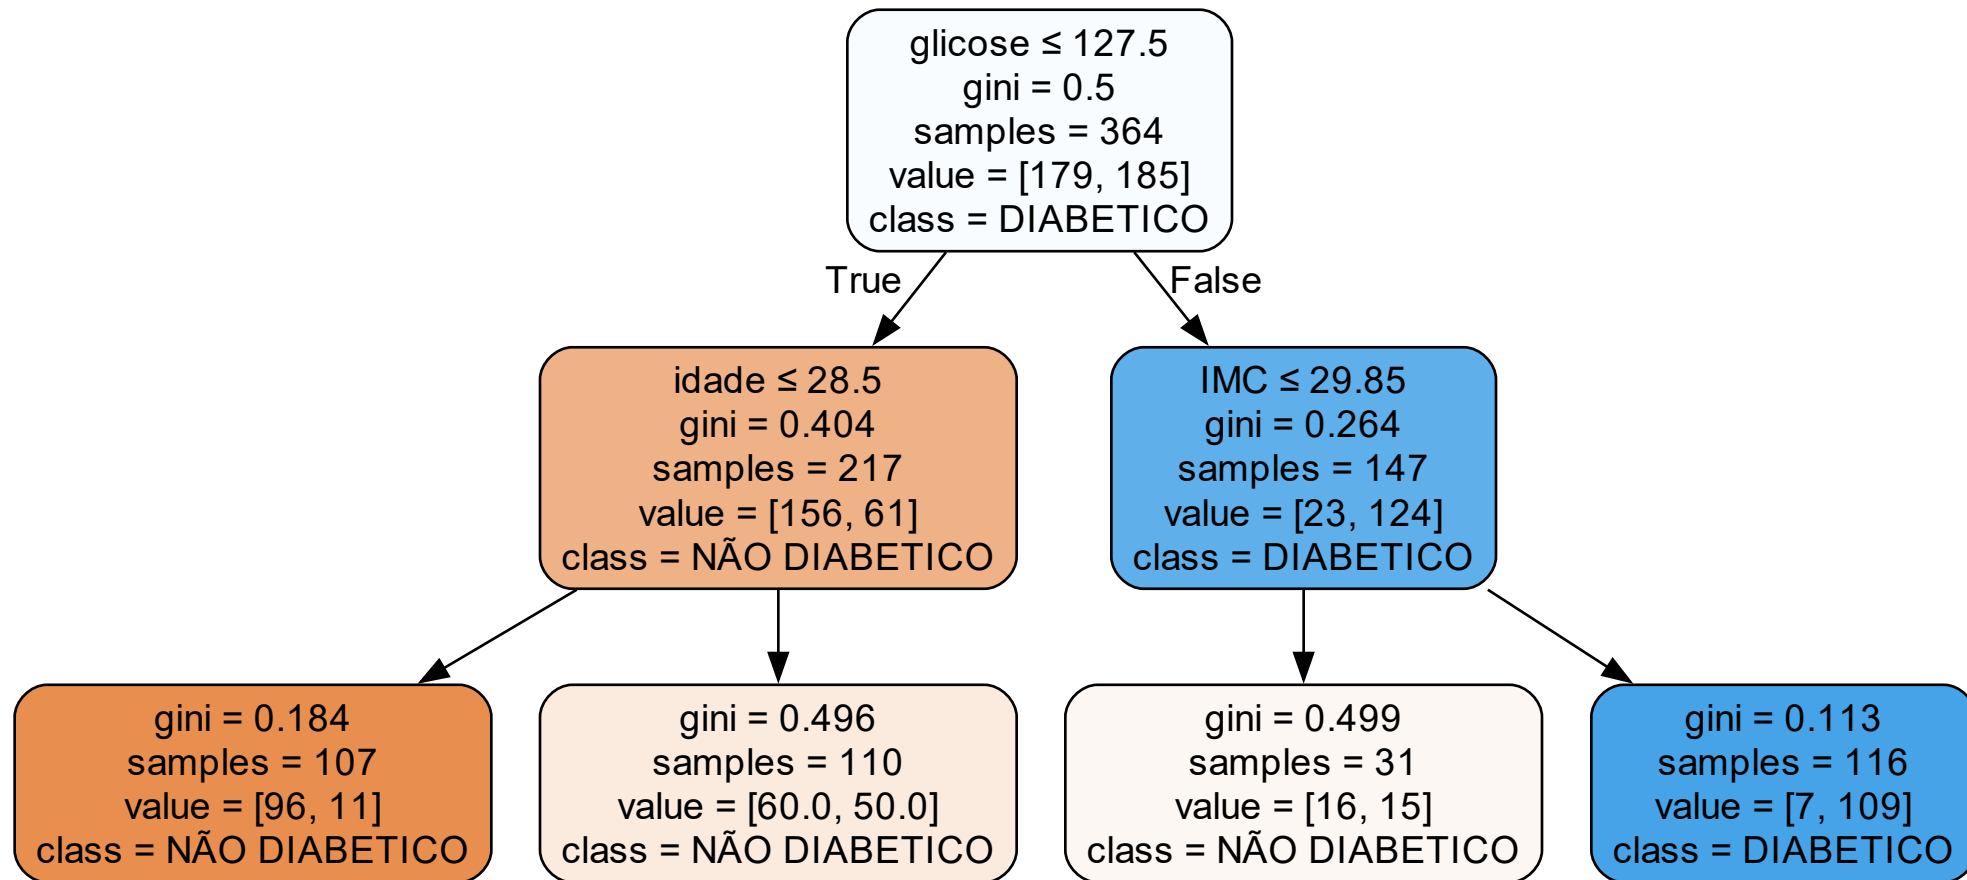 glicose ≤ 127.5
gini = 0.5
samples = 364
value = [179, 185]
class = DIABETICO
True
False
idade ≤ 28.5
gini = 0.404
samples = 217
value = [156, 61]
class = NÃO DIABETICO
IMC ≤ 29.85
gini = 0.264
samples = 147
value = [23, 124]
class = DIABETICO
gini = 0.184
samples = 107
value = [96, 11]
class = NÃO DIABETICO
gini = 0.496
samples = 110
value = [60.0, 50.0]
class = NÃO DIABETICO
gini = 0.499
samples = 31
value = [16, 15]
class = NÃO DIABETICO
gini = 0.113
samples = 116
value = [7, 109]
class = DIABETICO